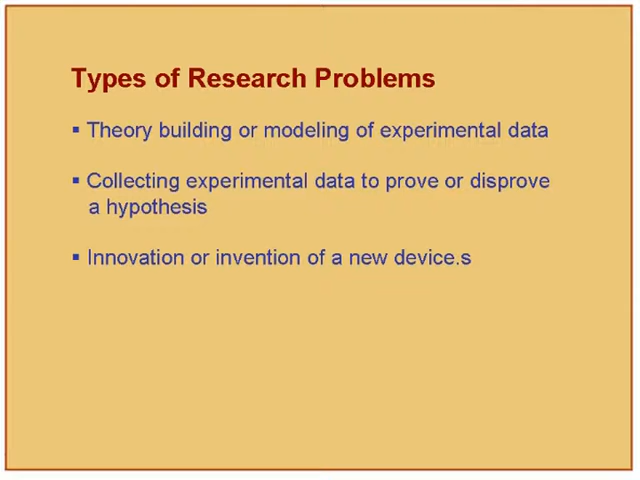 Types of Research Problems
▪ Theory building or modeling of experimental data
▪ Collecting experimental data to prove or disprove
a hypothesis
▪ Innovation or invention of a new device.s